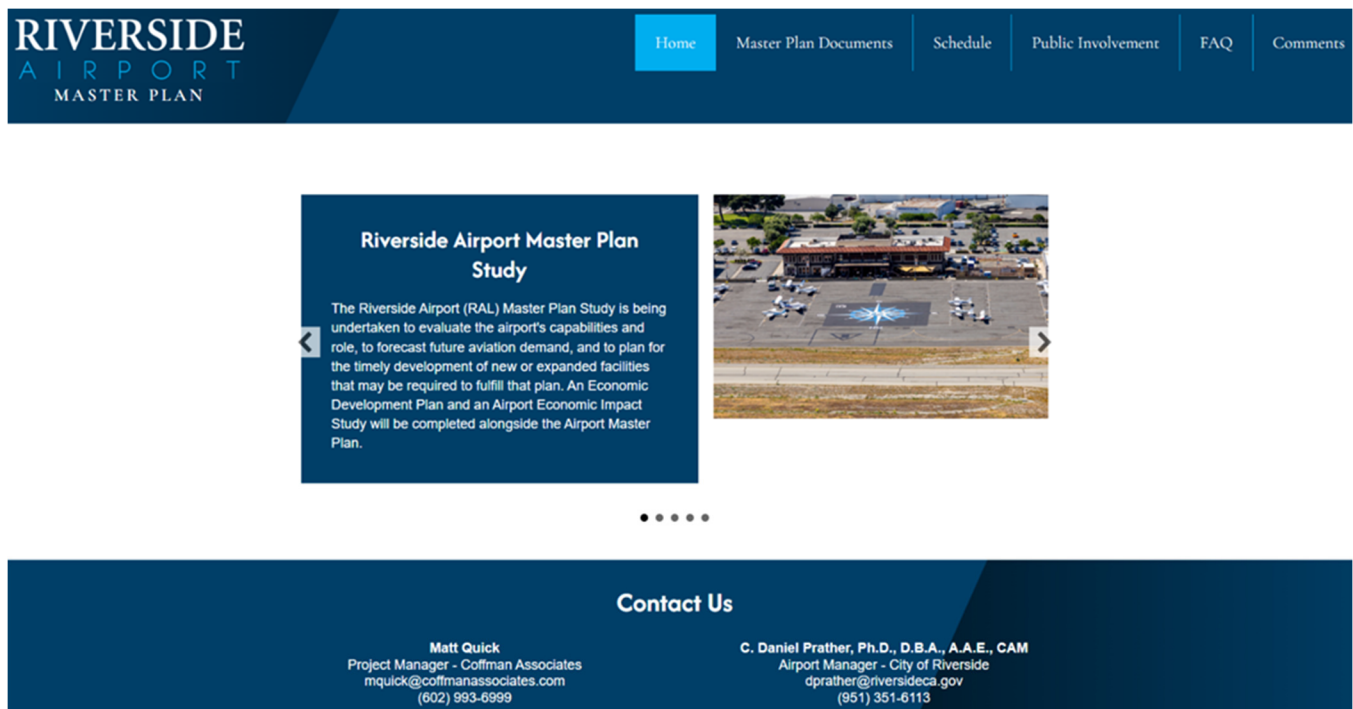 RIVERSIDE
AIRPORT
MASTER PLAN
Home
Master Plan Documents
Schedule
Public Involvement
FAQ
Comments
Riverside Airport Master Plan
Study
The Riverside Airport (RAL) Master Plan Study is being
undertaken to evaluate the airport's capabilities and
role, to forecast future aviation demand, and to plan for
the timely development of new or expanded facilities
that may be required to fulfill that plan. An Economic
Development Plan and an Airport Economic Impact
Study will be completed alongside the Airport Master
Plan.
Contact Us
Matt Quick
Project Manager - Coffman Associates
mquick@coffmanassociates.com
(602) 993-6999
C. Daniel Prather, Ph.D., D.B.A., A.A.E., CAM
Airport Manager - City of Riverside
dprather@riversideca.gov
(951) 351-6113